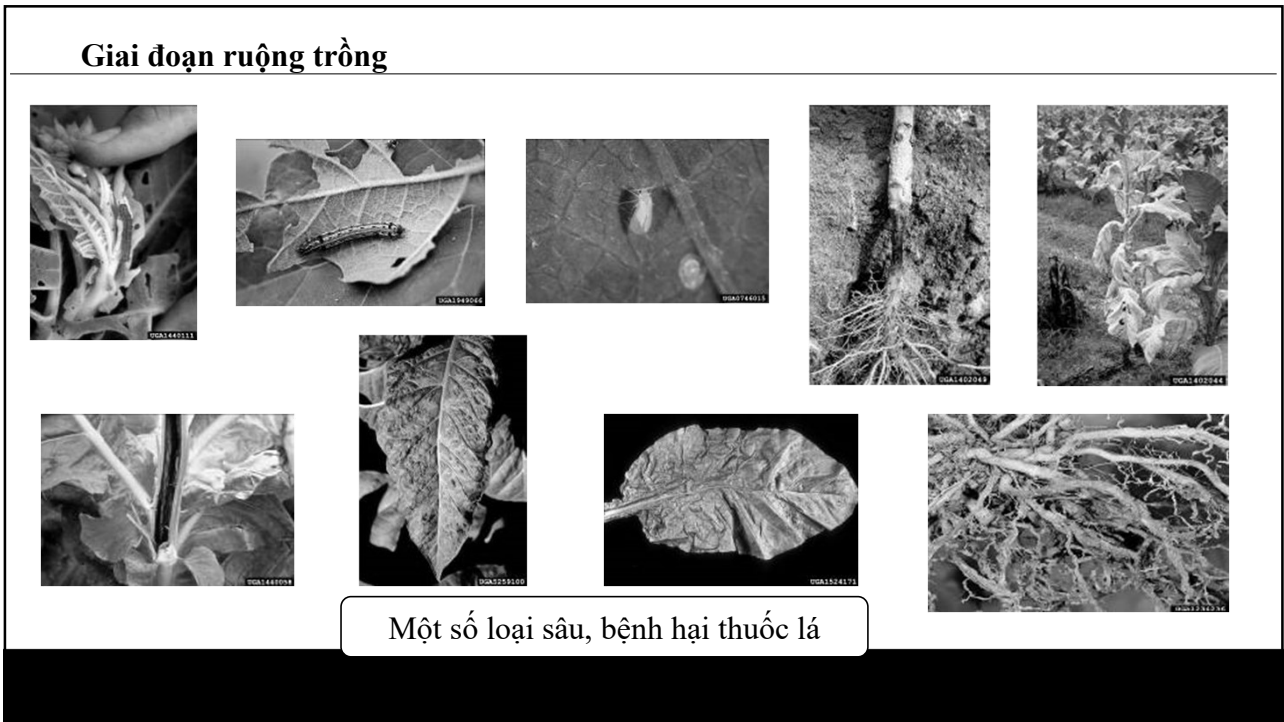 Giai đoạn ruộng trồng
UGA1440111
UGA1949066
UGA0746015
UGA1402049
UGA1402044
UGA1440058
UGA5259100
UGA1524171
Một số loại sâu, bệnh hại thuốc lá